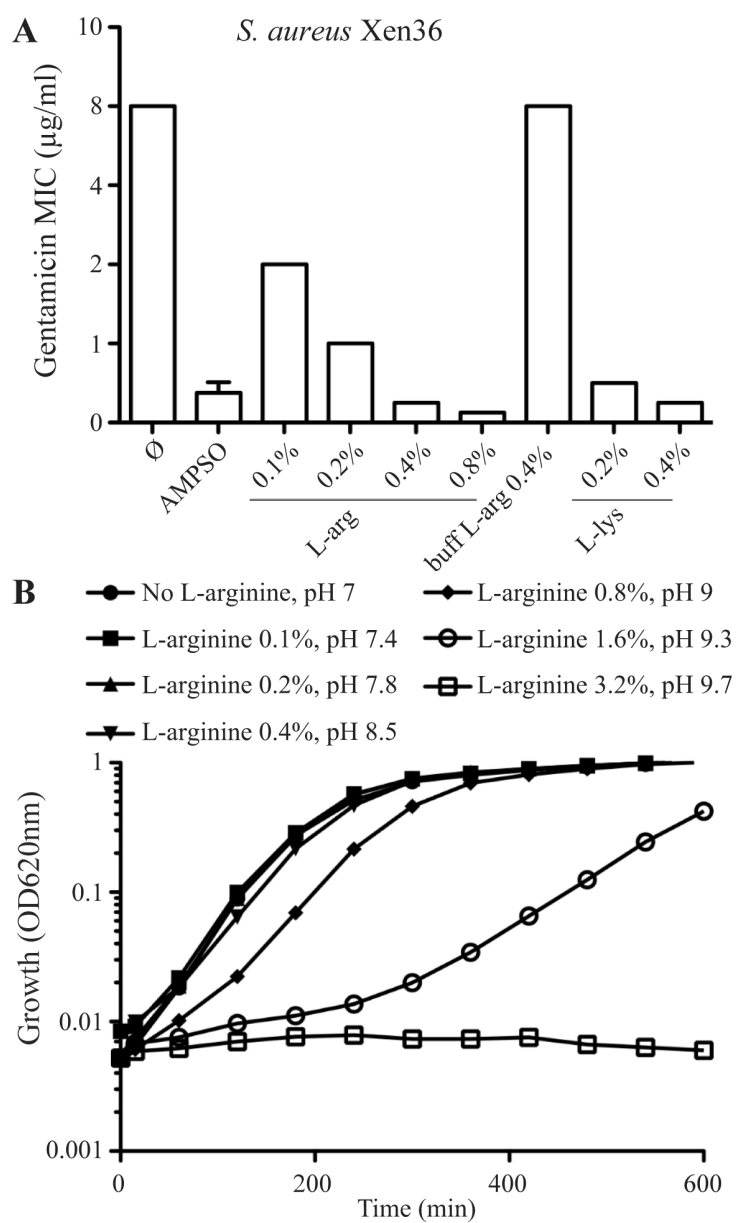 A
S. aureus Xen36
Gentamicin MIC (µg/ml)
10
8
4
2
1
0
Ø
AMPSO
0.1%
0.2%
0.4%
0.8%
buff L-arg 0.4%
0.2%
0.4%
L-arg
L-lys
B
No L-arginine, pH 7
L-arginine 0.1%, pH 7.4
L-arginine 0.2%, pH 7.8
L-arginine 0.4%, pH 8.5
L-arginine 0.8%, pH 9
L-arginine 1.6%, pH 9.3
L-arginine 3.2%, pH 9.7
Growth (OD620nm)
1
0.1
0.01
0.001
0
200
400
600
Time (min)